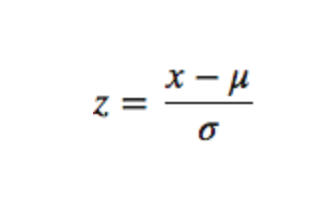 z = (x − μ) / σ